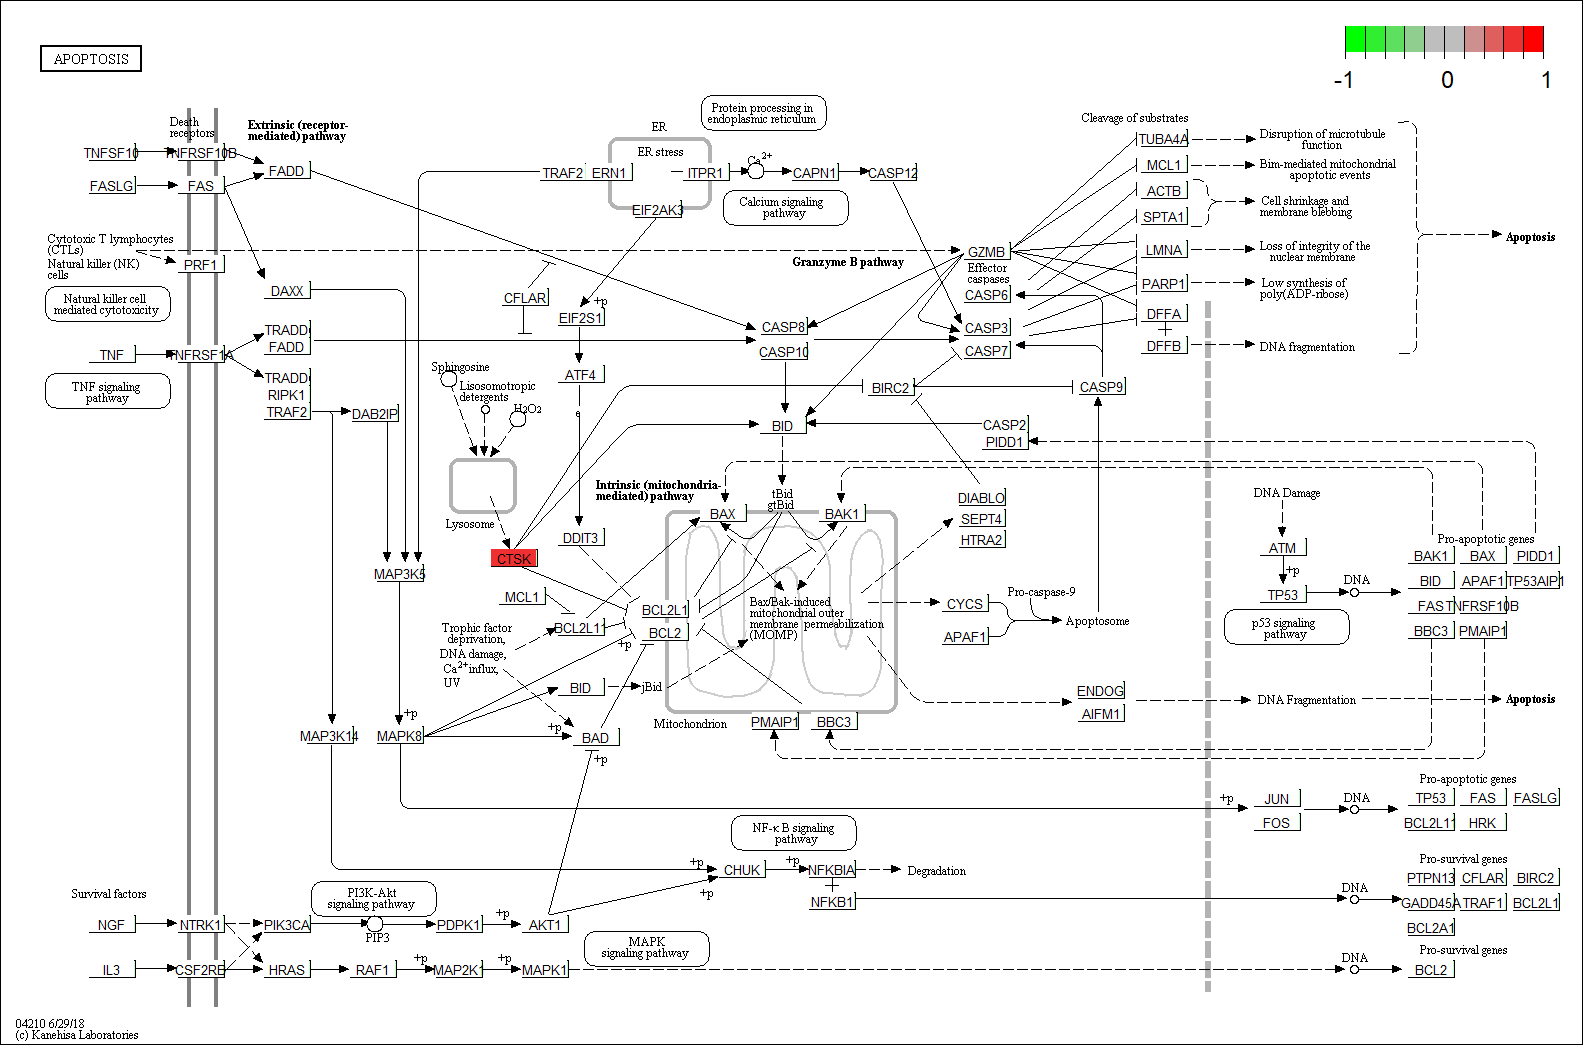 APOPTOSIS
-1 0 1
Death
receptors
Extrinsic (receptor-
mediated) pathway
TNFSF10
TNFRSF10B
FADD
FASLG
FAS
ER
ER stress
TRAF2
ERN1
ITPR1
EIF2AK3
Protein processing in
endoplasmic reticulum
Ca2+
CAPN1
CASP12
Calcium signaling
pathway
Cleavage of substrates
TUBA4A
Disruption of microtubule
function
MCL1
Bim-mediated mitochondrial
apoptotic events
ACTB
SPTA1
Cell shrinkage and
membrane blebbing
LMNA
Loss of integrity of the
nuclear membrane
PARP1
Low synthesis of
poly(ADP-ribose)
DFFA
DFFB
DNA fragmentation
Apoptosis
Cytotoxic T lymphocytes
(CTLs)
Natural killer (NK)
cells
PRF1
Natural killer cell
mediated cytotoxicity
DAXX
Granzyme B pathway
GZMB
Effector
caspases
CASP6
CASP3
CASP7
CFLAR
+p
EIF2S1
CASP8
CASP10
TNF
TNFRSF1A
TRADD
FADD
TRADD
RIPK1
TRAF2
DAB2IP
TNF signaling
pathway
Sphingosine
Lisosomotropic
detergents
H2O2
ATF4
e
BIRC2
CASP9
BID
CASP2
PIDD1
Lysosome
CTSK
Intrinsic (mitochondria-
mediated) pathway
tBid
gtBid
BAX
BAK1
DIABLO
SEPT4
HTRA2
DDIT3
MAP3K5
MCL1
BCL2L11
+p
BCL2L1
BCL2
Bax/Bak-induced
mitochondrial outer
membrane permeabilization
(MOMP)
CYCS
APAF1
Pro-caspase-9
Apoptosome
Trophic factor
deprivation,
DNA damage,
Ca2+influx,
UV
BID
jBid
Mitochondrion
PMAIP1
BBC3
ENDOG
AIFM1
DNA Fragmentation
Apoptosis
DNA Damage
ATM
+p
TP53
DNA
p53 signaling
pathway
Pro-apoptotic genes
BAK1 BAX PIDD1
BID APAF1 TP53AIP1
FAS TNFRSF10B
BBC3 PMAIP1
MAP3K14
+p
MAPK8
+p
BAD
+p
+p
JUN
FOS
DNA
Pro-apoptotic genes
TP53 FAS FASLG
BCL2L11 HRK
NF-κ B signaling
pathway
+p
+p
CHUK
+p
NFKBIA
NFKB1
Degradation
DNA
Pro-survival genes
PTPN13 CFLAR BIRC2
GADD45A TRAF1 BCL2L1
BCL2A1
Survival factors
PI3K-Akt
signaling pathway
NGF
NTRK1
PIK3CA
PIP3
PDPK1
+p
AKT1
MAPK
signaling pathway
IL3
CSF2RB
HRAS
RAF1
+p
MAP2K1
+p
MAPK1
DNA
Pro-survival genes
BCL2
04210 6/29/18
(c) Kanehisa Laboratories